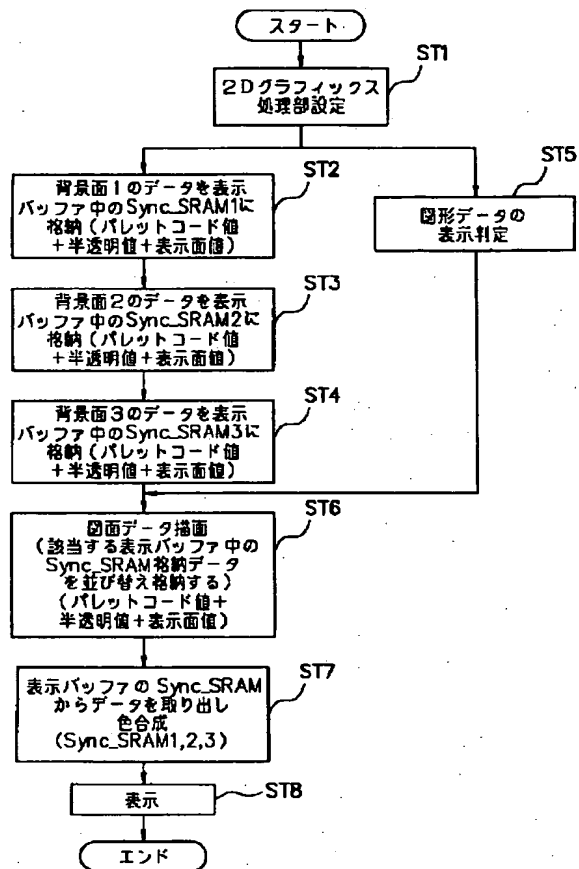 スタート
ST1
2Dグラフィックス
処理部設定
ST2
背景面1のデータを表示
バッファ中のSync_SRAM1に
格納(パレットコード値
+半透明値+表示面値)
ST5
図形データの
表示判定
ST3
背景面2のデータを表示
バッファ中のSync_SRAM2に
格納(パレットコード値
+半透明値+表示面値)
ST4
背景面3のデータを表示
バッファ中のSync_SRAM3に
格納(パレットコード値
+半透明値+表示面値)
ST6
図面データ描画
(該当する表示バッファ中の
Sync_SRAM格納データ
を並び替え格納する)
(パレットコード値+
半透明値+表示面値)
ST7
表示バッファのSync_SRAM
からデータを取り出し
色合成
(Sync_SRAM1,2,3)
表示
ST8
エンド